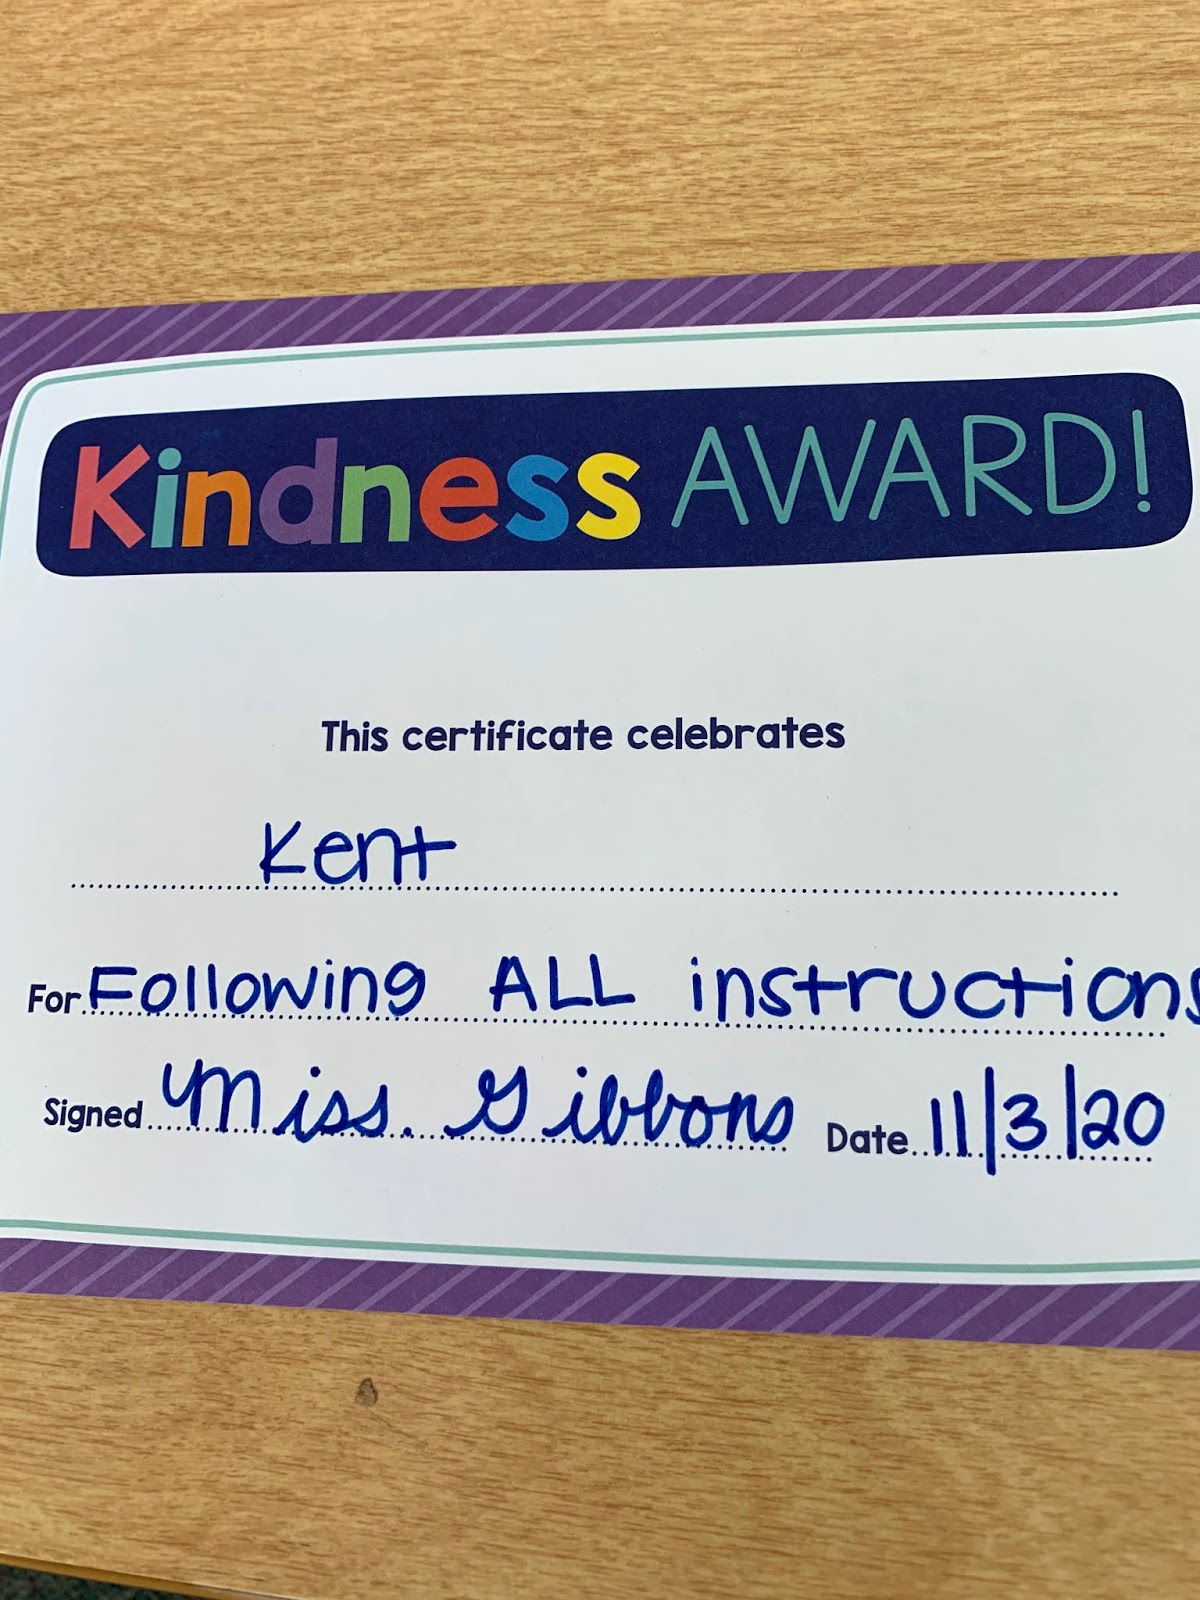 Kindness AWARD!
This certificate celebrates
Kent
For Following ALL instructions
Signed Miss. Gibbons Date 11/3/20